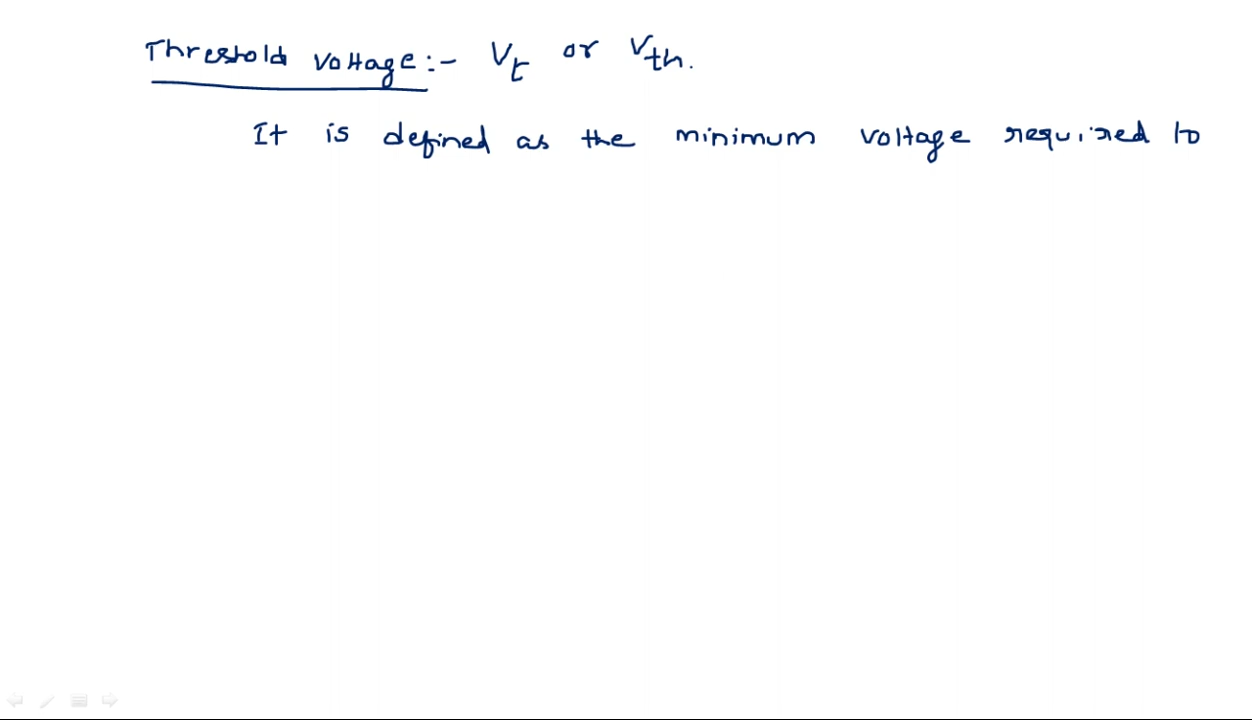 Threshold voltage :- Vt or Vth.
It is defined as the minimum voltage required to